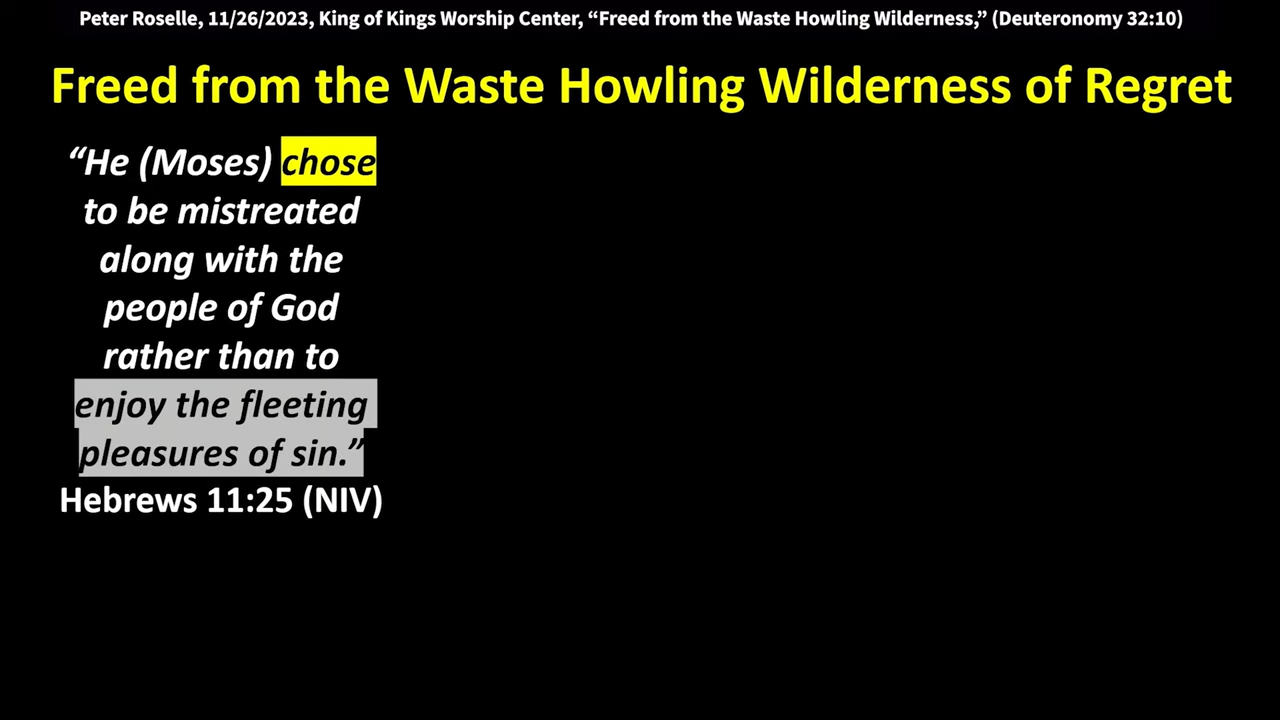 Peter Roselle, 11/26/2023, King of Kings Worship Center, “Freed from the Waste Howling Wilderness,” (Deuteronomy 32:10)
Freed from the Waste Howling Wilderness of Regret
“He (Moses) chose
to be mistreated
along with the
people of God
rather than to
enjoy the fleeting
pleasures of sin.”
Hebrews 11:25 (NIV)